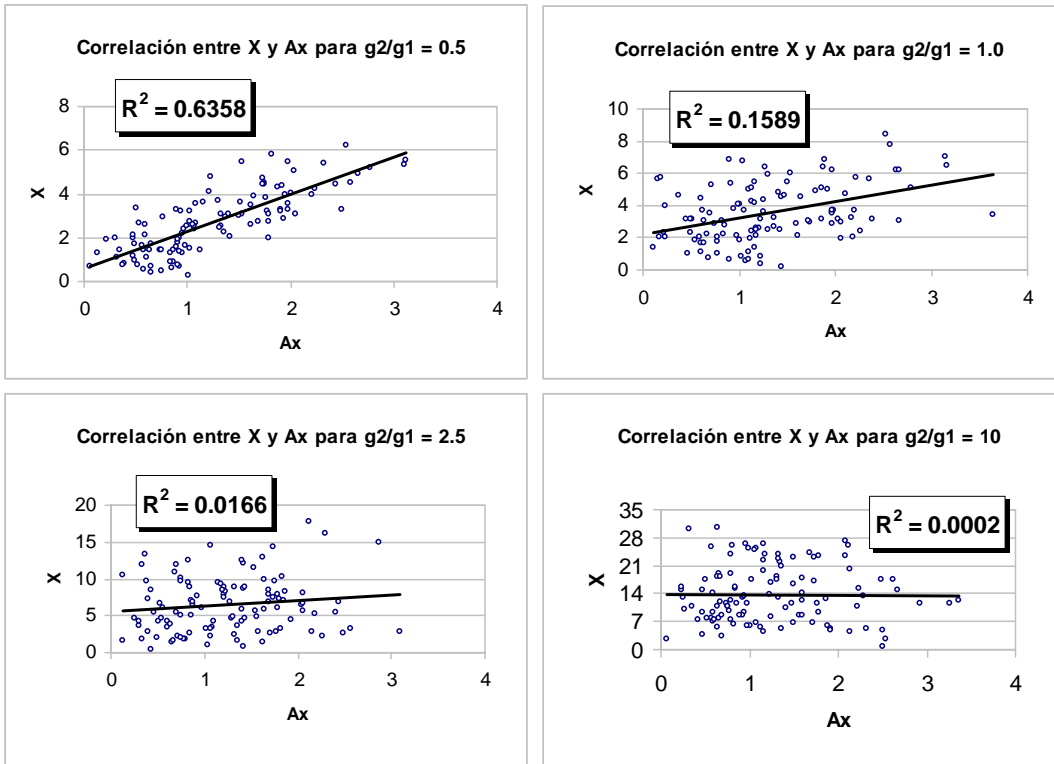 Correlación entre X y Ax para g2/g1 = 0.5
R² = 0.6358
8
6
4
2
0
X
0 1 2 3 4
Ax
Correlación entre X y Ax para g2/g1 = 1.0
R² = 0.1589
10
8
6
4
2
0
X
0 1 2 3 4
Ax
Correlación entre X y Ax para g2/g1 = 2.5
R² = 0.0166
20
15
10
5
0
X
0 1 2 3 4
Ax
Correlación entre X y Ax para g2/g1 = 10
R² = 0.0002
35
28
21
14
7
0
X
0 1 2 3 4
Ax